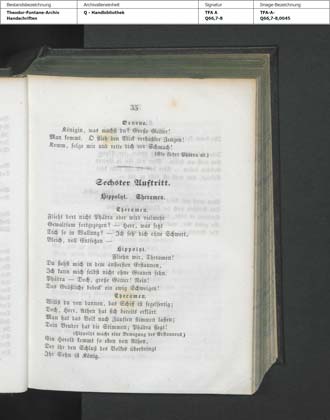 Bestandsbezeichnung Archivalieneinheit Signatur Image-Bezeichnung
Theodor-Fontane-Archiv Q - Handbibliothek TFA A TFA-A-
Handschriften Q66,7-8 Q66,7-8,0045
35
Oenone.
Königin, was machst du? Große Götter!
Man kommt. O flieh den Blick verhaßter Zeugen!
Komm, folge mir und rette dich vor Schmach!
(Sie führt Phädra ab.)
Sechster Auftritt.
Hippolyt. Theramen.
Theramen.
Flieht dort nicht Phädra oder wird vielmehr
Gewaltsam fortgezogen? — Herr, was setzt
Dich so in Wallung? — Ich seh' dich ohne Schwert,
Bleich, voll Entsetzen —
Hippolyt.
Fliehn wir, Theramen!
Du siehst mich in dem äußersten Erstaunen,
Ich kann mich selbst nicht ohne Grauen sehn.
Phädra — Doch, große Götter! Nein!
Das Gräßliche bedeckt ein ewig Schweigen!
Theramen.
Willst du von dannen, das Schiff ist segelfertig;
Doch, Herr, Athen hat sich bereits erklärt.
Man hat das Volk nach Zünften stimmen lassen;
Dein Bruder hat die Stimmen; Phädra siegt!
(Hippolyt macht eine Bewegung des Erstaunens.)
Ein Herold kommt so eben von Athen,
Der ihr den Schluß des Volkes überbringt
Ihr Sohn ist König.